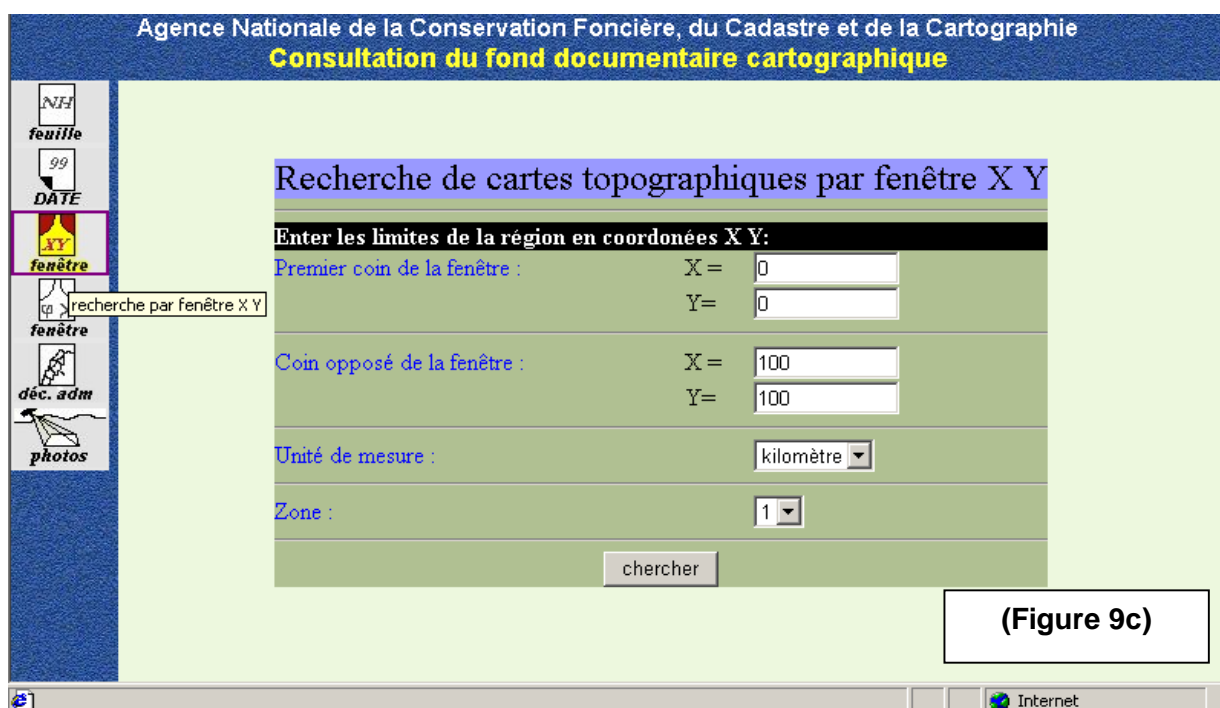 Agence Nationale de la Conservation Foncière, du Cadastre et de la Cartographie
Consultation du fond documentaire cartographique
NH
feuille
99
DATE
XY
fenêtre
recherche par fenêtre X Y
φ
fenêtre
déc. adm
photos
Recherche de cartes topographiques par fenêtre X Y
Enter les limites de la région en coordonées X Y:
Premier coin de la fenêtre : X = 0
Y= 0
Coin opposé de la fenêtre : X = 100
Y= 100
Unité de mesure : kilomètre
Zone : 1
chercher
(Figure 9c)
Internet